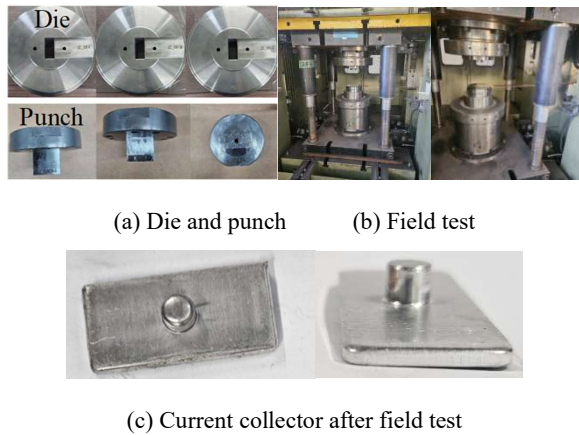 Die
Punch
(a) Die and punch
(b) Field test
(c) Current collector after field test